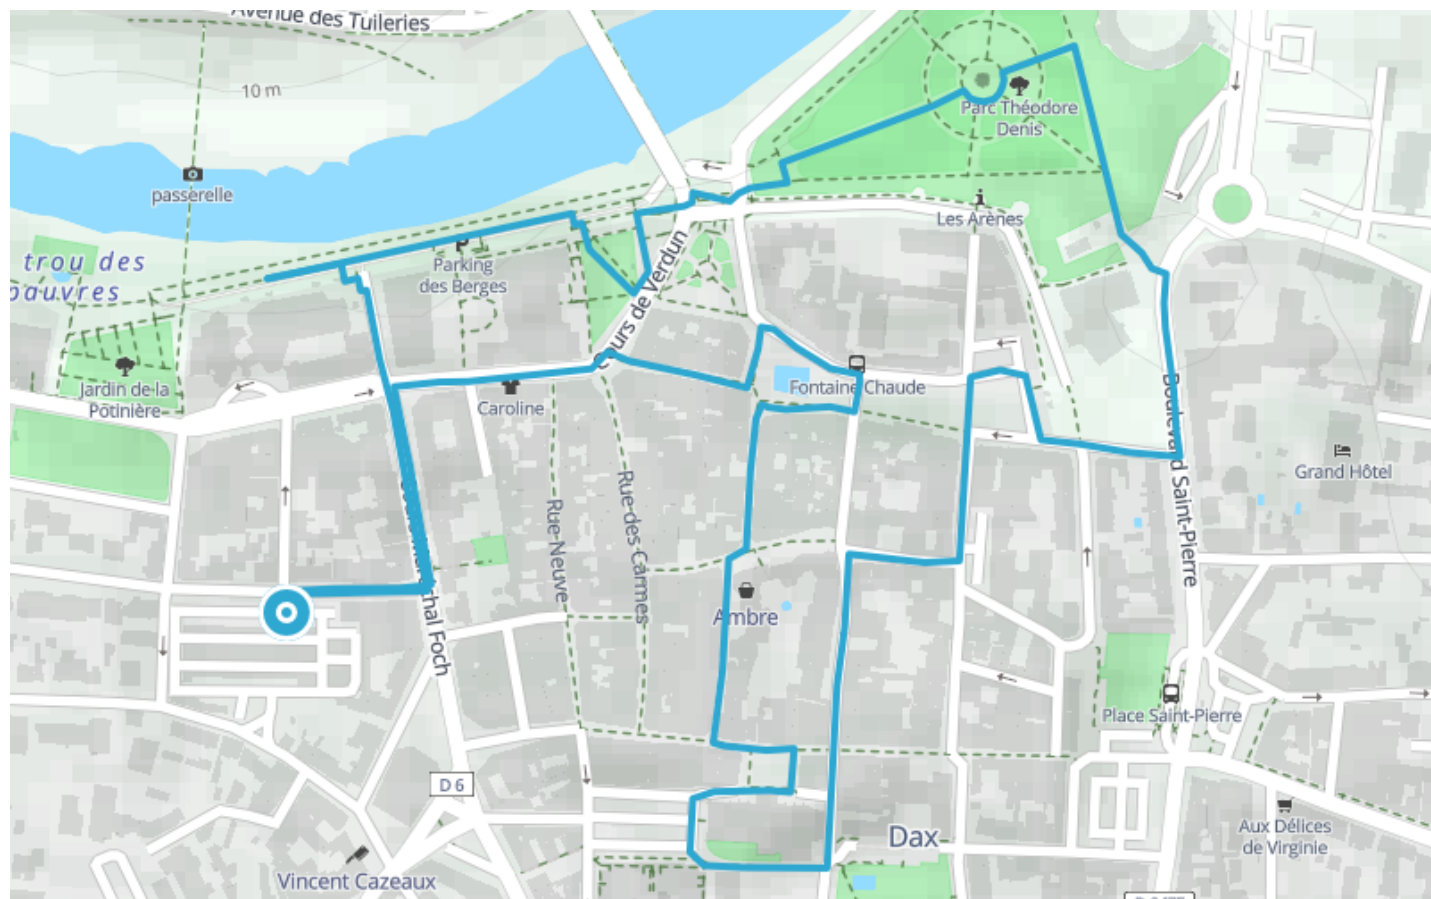 Avenue des Tuileries
10 m
passerelle
Parc Théodore
Denis
Les Arènes
trou des
pauvres
Parking
des Berges
Cours de Verdun
Jardin de la
Potinière
Caroline
Fontaine Chaude
Boulevard Saint-Pierre
Grand Hôtel
Rue Neuve
Rue des Carmes
Ambre
Place Saint-Pierre
D 6
Dax
Aux Délices
de Virginie
Vincent Cazeaux